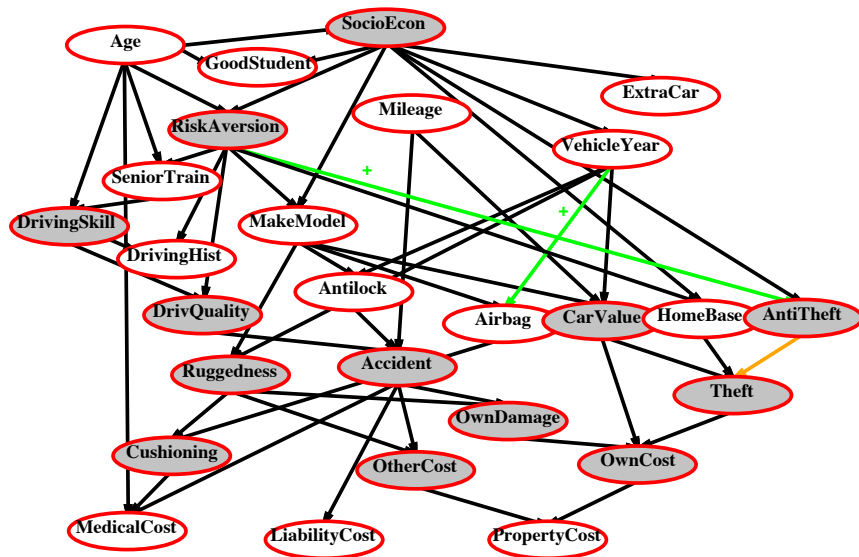 SocioEcon
Age
GoodStudent
ExtraCar
Mileage
RiskAversion
VehicleYear
+
SeniorTrain
+
DrivingSkill
MakeModel
DrivingHist
Antilock
DrivQuality
Airbag
CarValue
HomeBase
AntiTheft
Accident
Ruggedness
Theft
OwnDamage
Cushioning
OtherCost
OwnCost
MedicalCost
LiabilityCost
PropertyCost